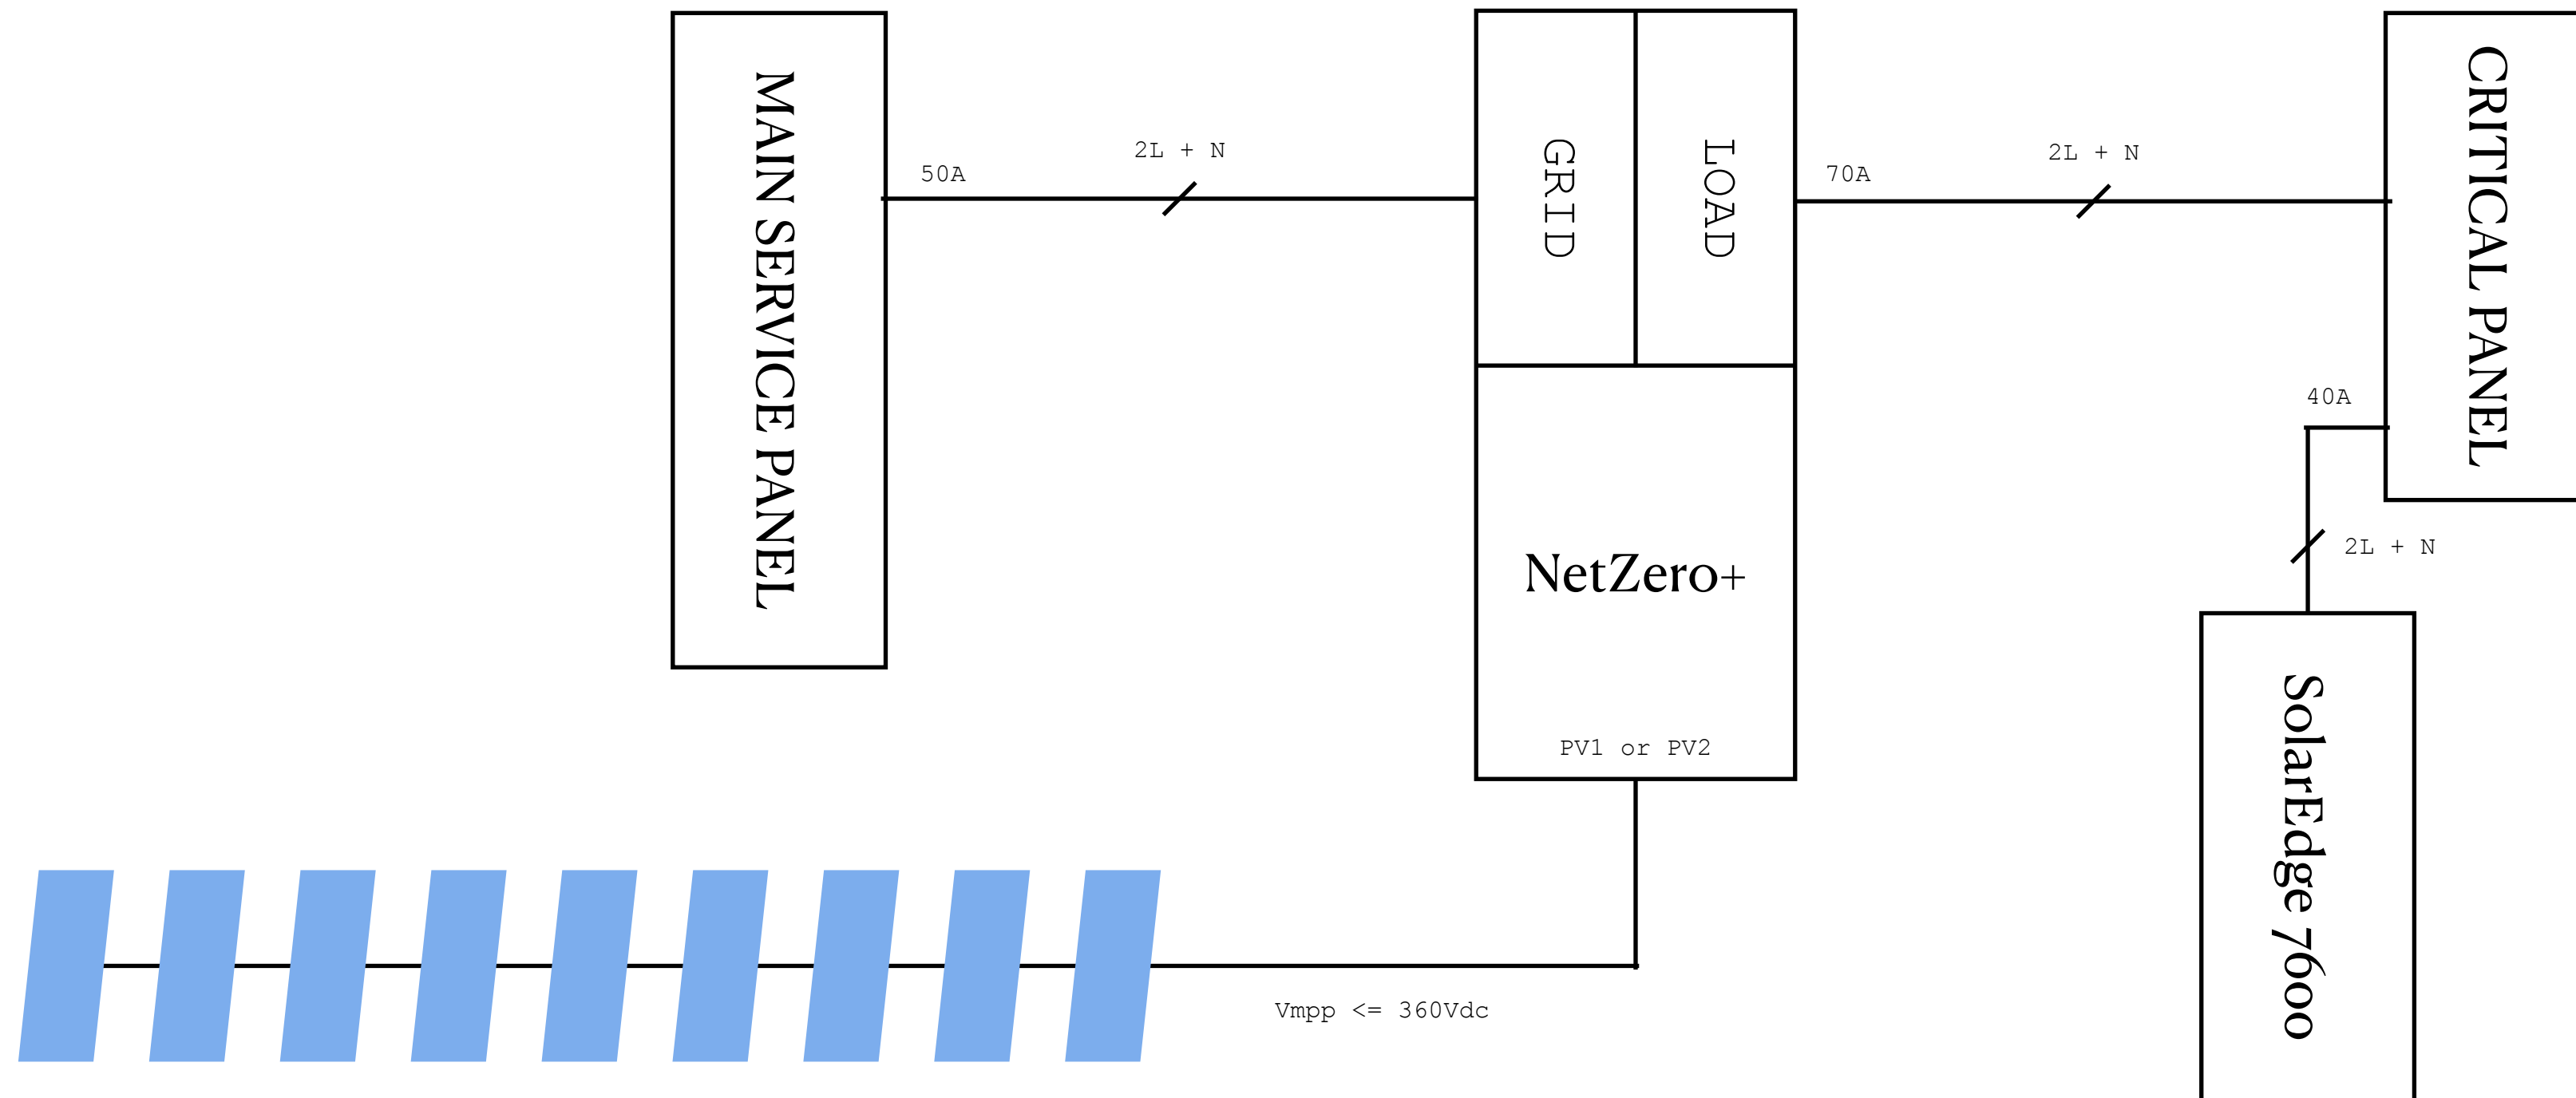 MAIN SERVICE PANEL
50A
2L + N
GRID
LOAD
70A
2L + N
CRITICAL PANEL
40A
2L + N
NetZero+
PV1 or PV2
SolarEdge 7600
Vmpp <= 360Vdc